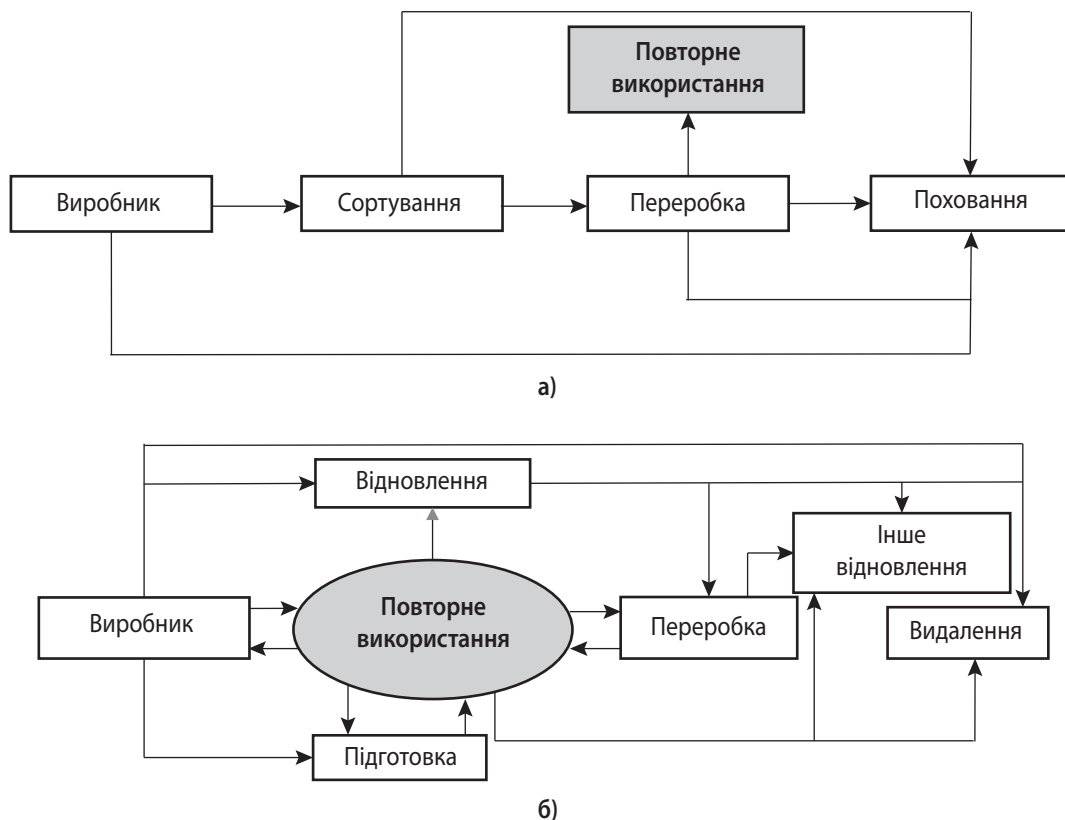 Повторне
використання
Виробник
Сортування
Переробка
Поховання
а)
Відновлення
Інше
відновлення
Повторне
використання
Виробник
Переробка
Видалення
Підготовка
б)